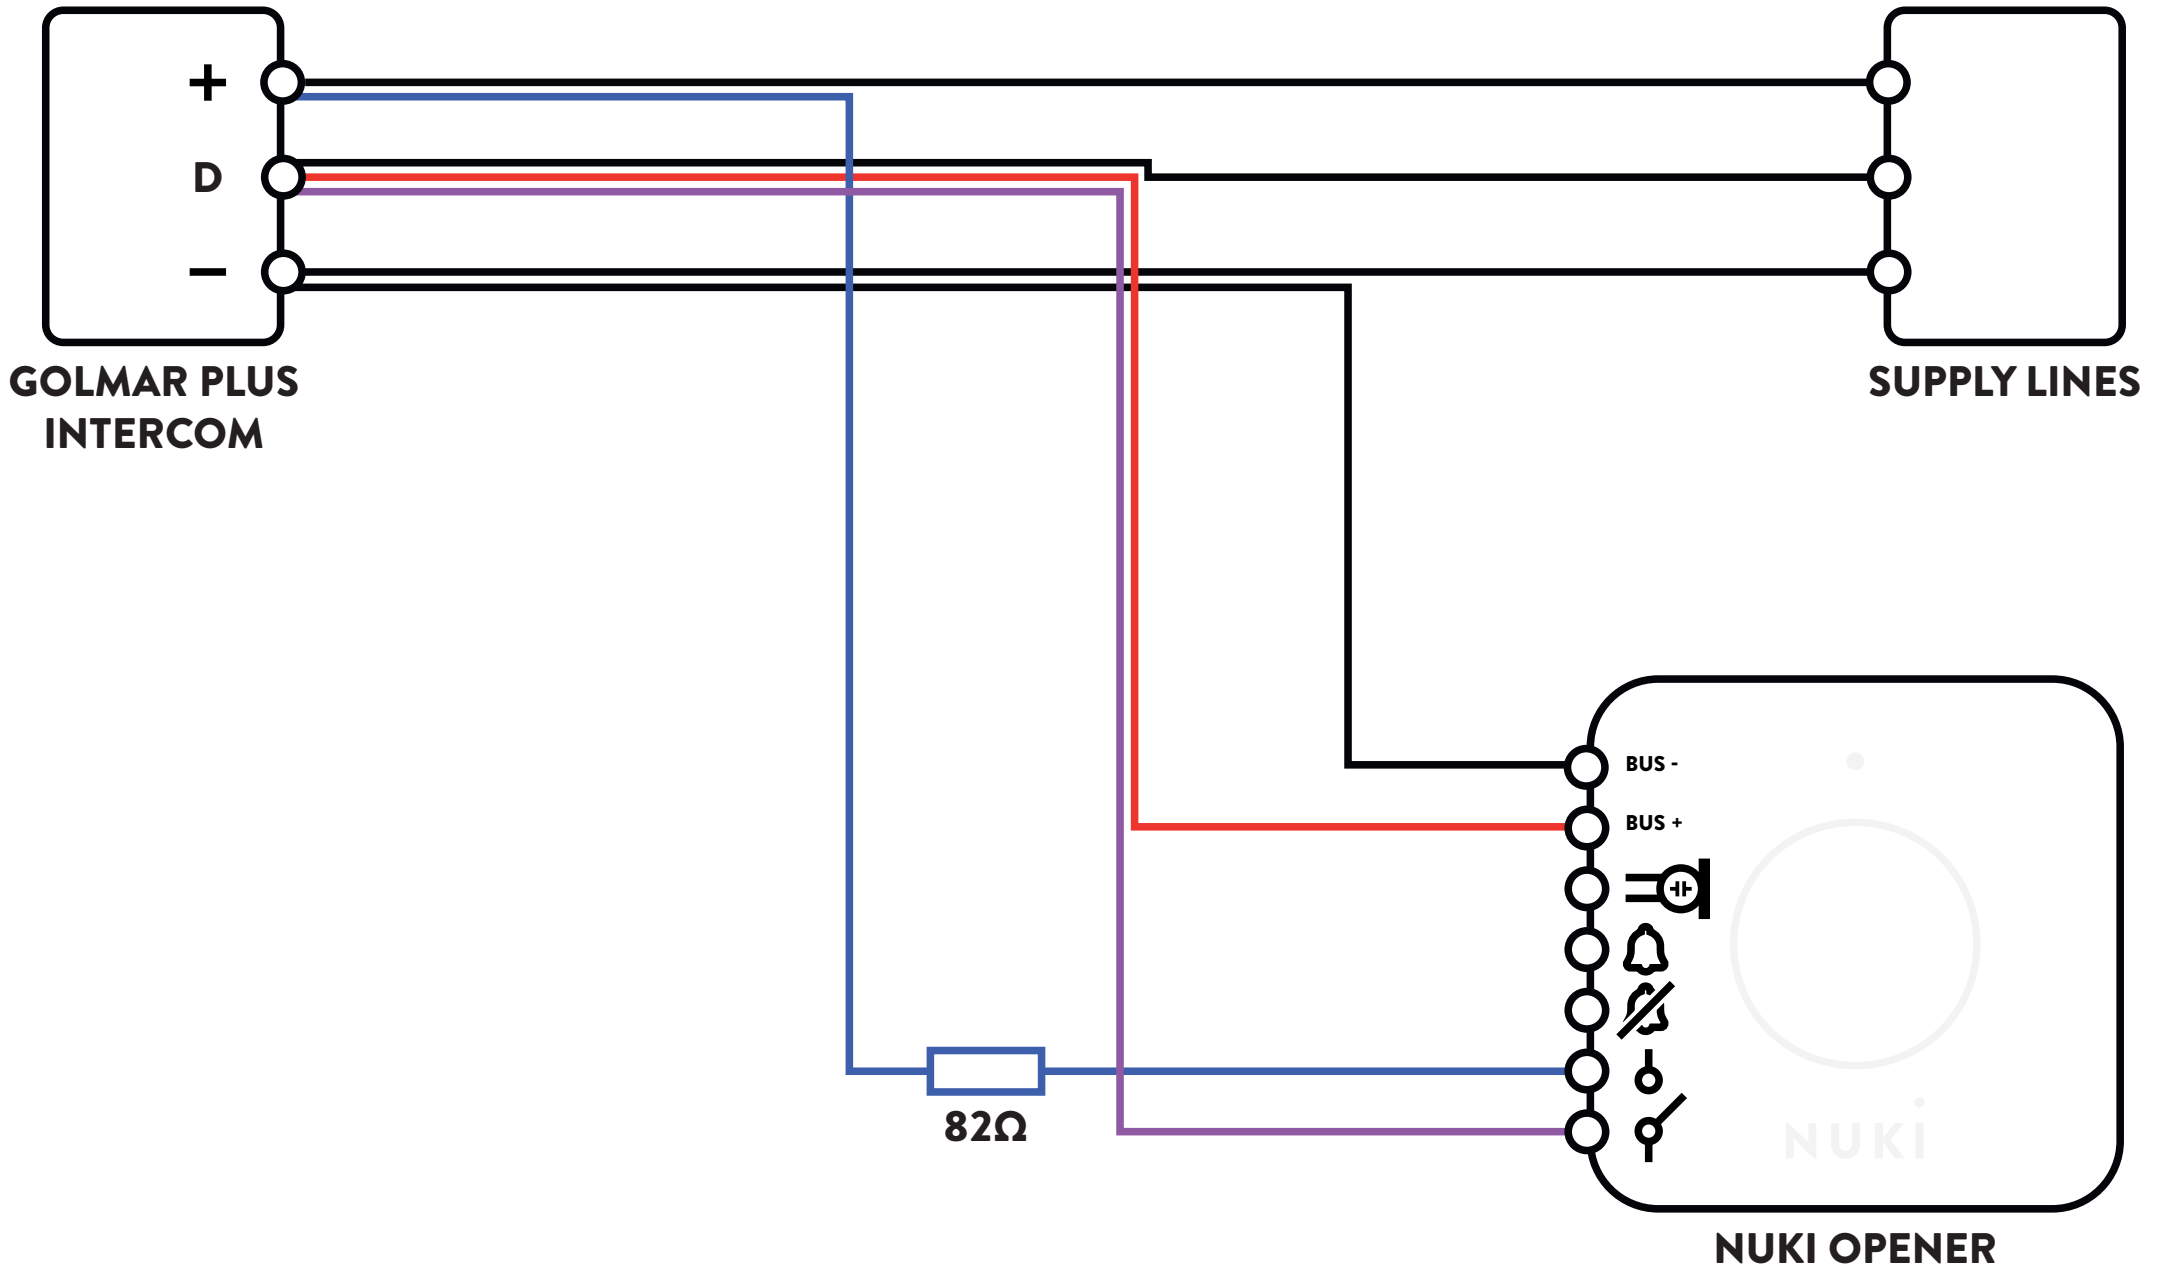 +
D
−
GOLMAR PLUS
INTERCOM
SUPPLY LINES
BUS -
BUS +
82Ω
NUKI
NUKI OPENER